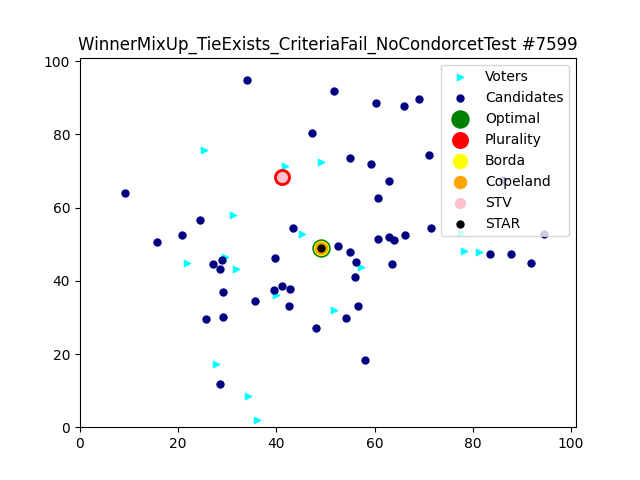 WinnerMixUp_TieExists_CriteriaFail_NoCondorcetTest #7599
100
80
60
40
20
0
0
20
40
60
80
100
Voters
Candidates
Optimal
Plurality
Borda
Copeland
STV
STAR